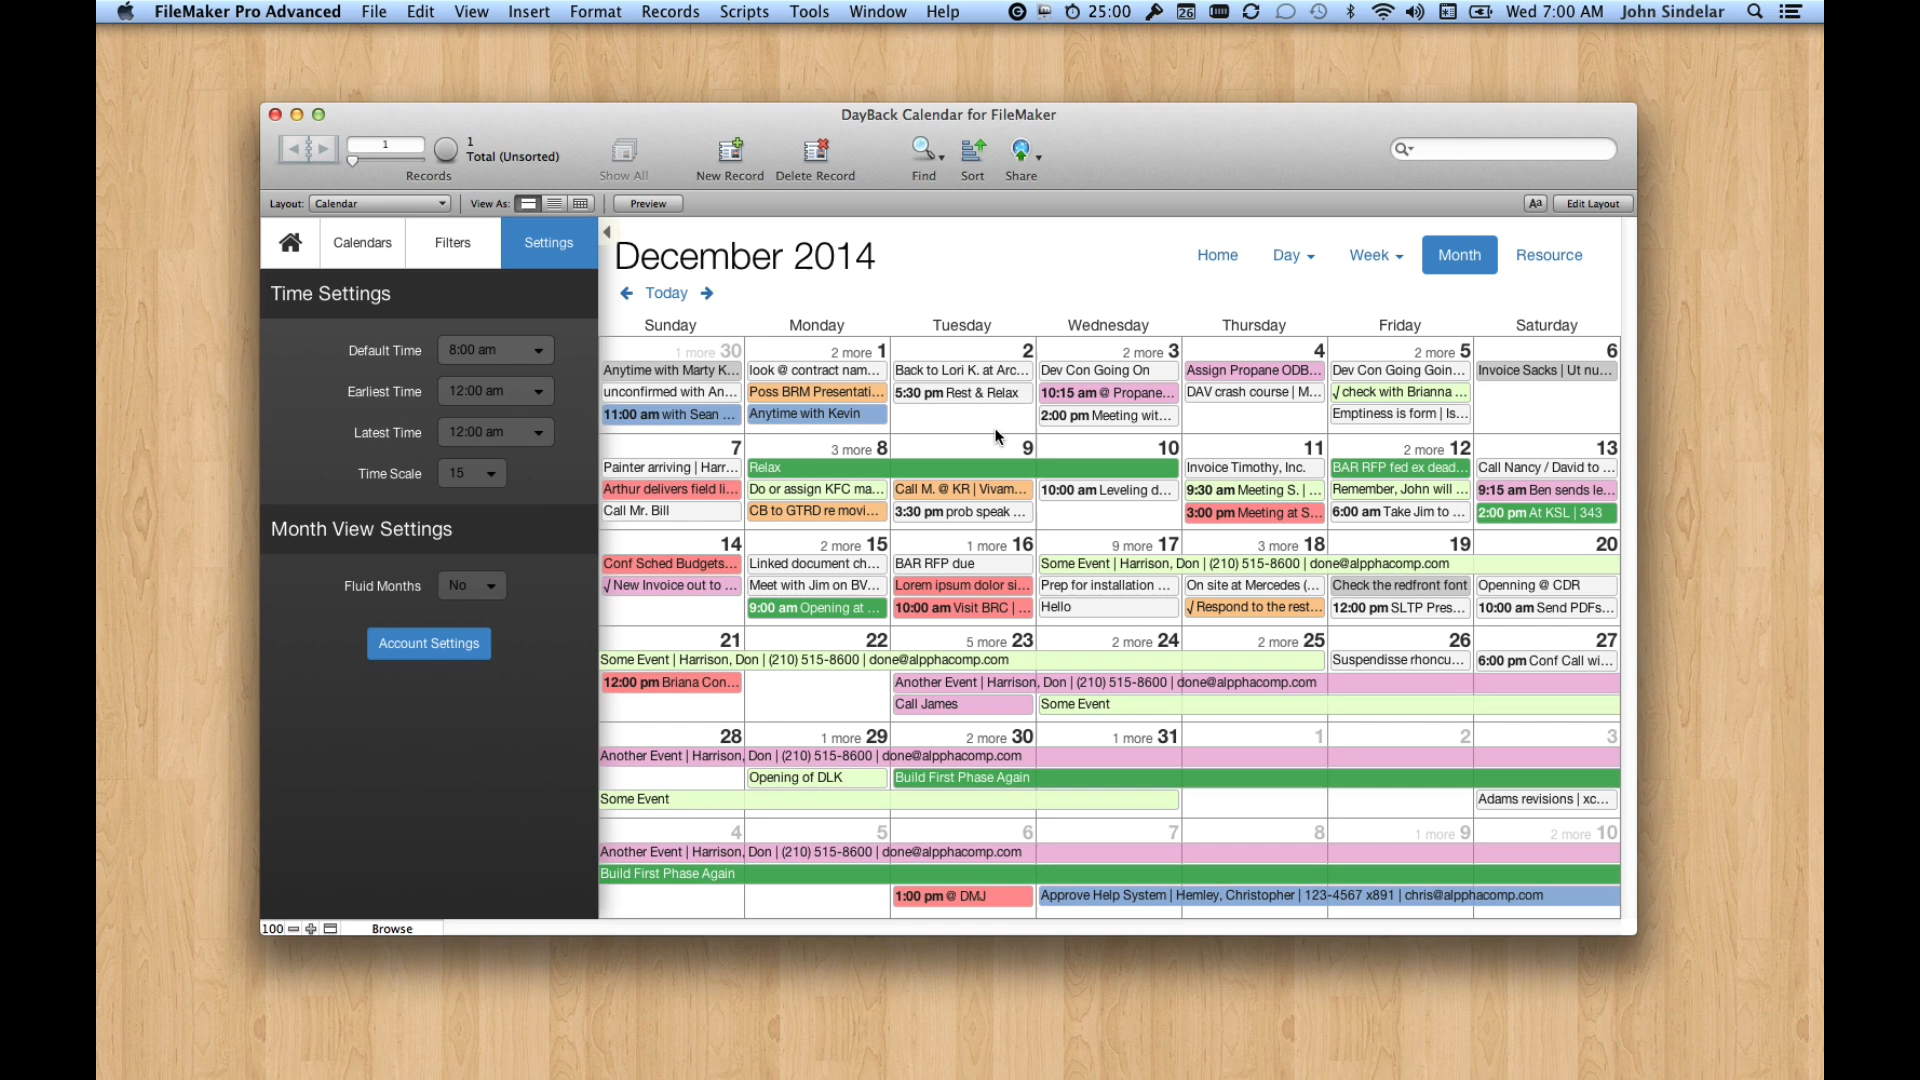 FileMaker Pro Advanced File Edit View Insert Format Records Scripts Tools Window Help 25:00 26 Wed 7:00 AM John Sindelar
DayBack Calendar for FileMaker
1
1
Total (Unsorted)
Records Show All New Record Delete Record Find Sort Share
Layout: Calendar View As: Preview Aa Edit Layout
Calendars Filters Settings
Time Settings
Default Time 8:00 am
Earliest Time 12:00 am
Latest Time 12:00 am
Time Scale 15
Month View Settings
Fluid Months No
Account Settings
December 2014
Home Day Week Month Resource
Today
Sunday Monday Tuesday Wednesday Thursday Friday Saturday
1 more 30 2 more 1 2 2 more 3 4 2 more 5 6
Anytime with Marty K... look @ contract nam... Back to Lori K. at Arc... Dev Con Going On Assign Propane ODB... Dev Con Going Goin... Invoice Sacks | Ut nu...
unconfirmed with An... Poss BRM Presentati... 5:30 pm Rest & Relax 10:15 am @ Propane... DAV crash course | M... √ check with Brianna ...
11:00 am with Sean ... Anytime with Kevin 2:00 pm Meeting wit... Emptiness is form | Is...
7 3 more 8 9 10 11 2 more 12 13
Painter arriving | Harr... Relax Invoice Timothy, Inc. BAR RFP fed ex dead... Call Nancy / David to ...
Arthur delivers field li... Do or assign KFC ma... Call M. @ KR | Vivam... 10:00 am Leveling d... 9:30 am Meeting S. | ... Remember, John will ... 9:15 am Ben sends le...
Call Mr. Bill CB to GTRD re movi... 3:30 pm prob speak ... 3:00 pm Meeting at S... 6:00 am Take Jim to ... 2:00 pm At KSL | 343
14 2 more 15 1 more 16 9 more 17 3 more 18 19 20
Conf Sched Budgets... Linked document ch... BAR RFP due Some Event | Harrison, Don | (210) 515-8600 | done@alpphacomp.com
√ New Invoice out to ... Meet with Jim on BV... Lorem ipsum dolor si... Prep for installation ... On site at Mercedes (... Check the redfront font Openning @ CDR
9:00 am Opening at ... 10:00 am Visit BRC | ... Hello √ Respond to the rest... 12:00 pm SLTP Pres... 10:00 am Send PDFs...
21 22 5 more 23 2 more 24 2 more 25 26 27
Some Event | Harrison, Don | (210) 515-8600 | done@alpphacomp.com Suspendisse rhoncu... 6:00 pm Conf Call wi...
12:00 pm Briana Con... Another Event | Harrison, Don | (210) 515-8600 | done@alpphacomp.com
Call James Some Event
28 1 more 29 2 more 30 1 more 31 1 2 3
Another Event | Harrison, Don | (210) 515-8600 | done@alpphacomp.com
Opening of DLK Build First Phase Again
Some Event Adams revisions | xc...
4 5 6 7 8 1 more 9 2 more 10
Another Event | Harrison, Don | (210) 515-8600 | done@alpphacomp.com
Build First Phase Again
1:00 pm @ DMJ Approve Help System | Hemley, Christopher | 123-4567 x891 | chris@alpphacomp.com
100 Browse